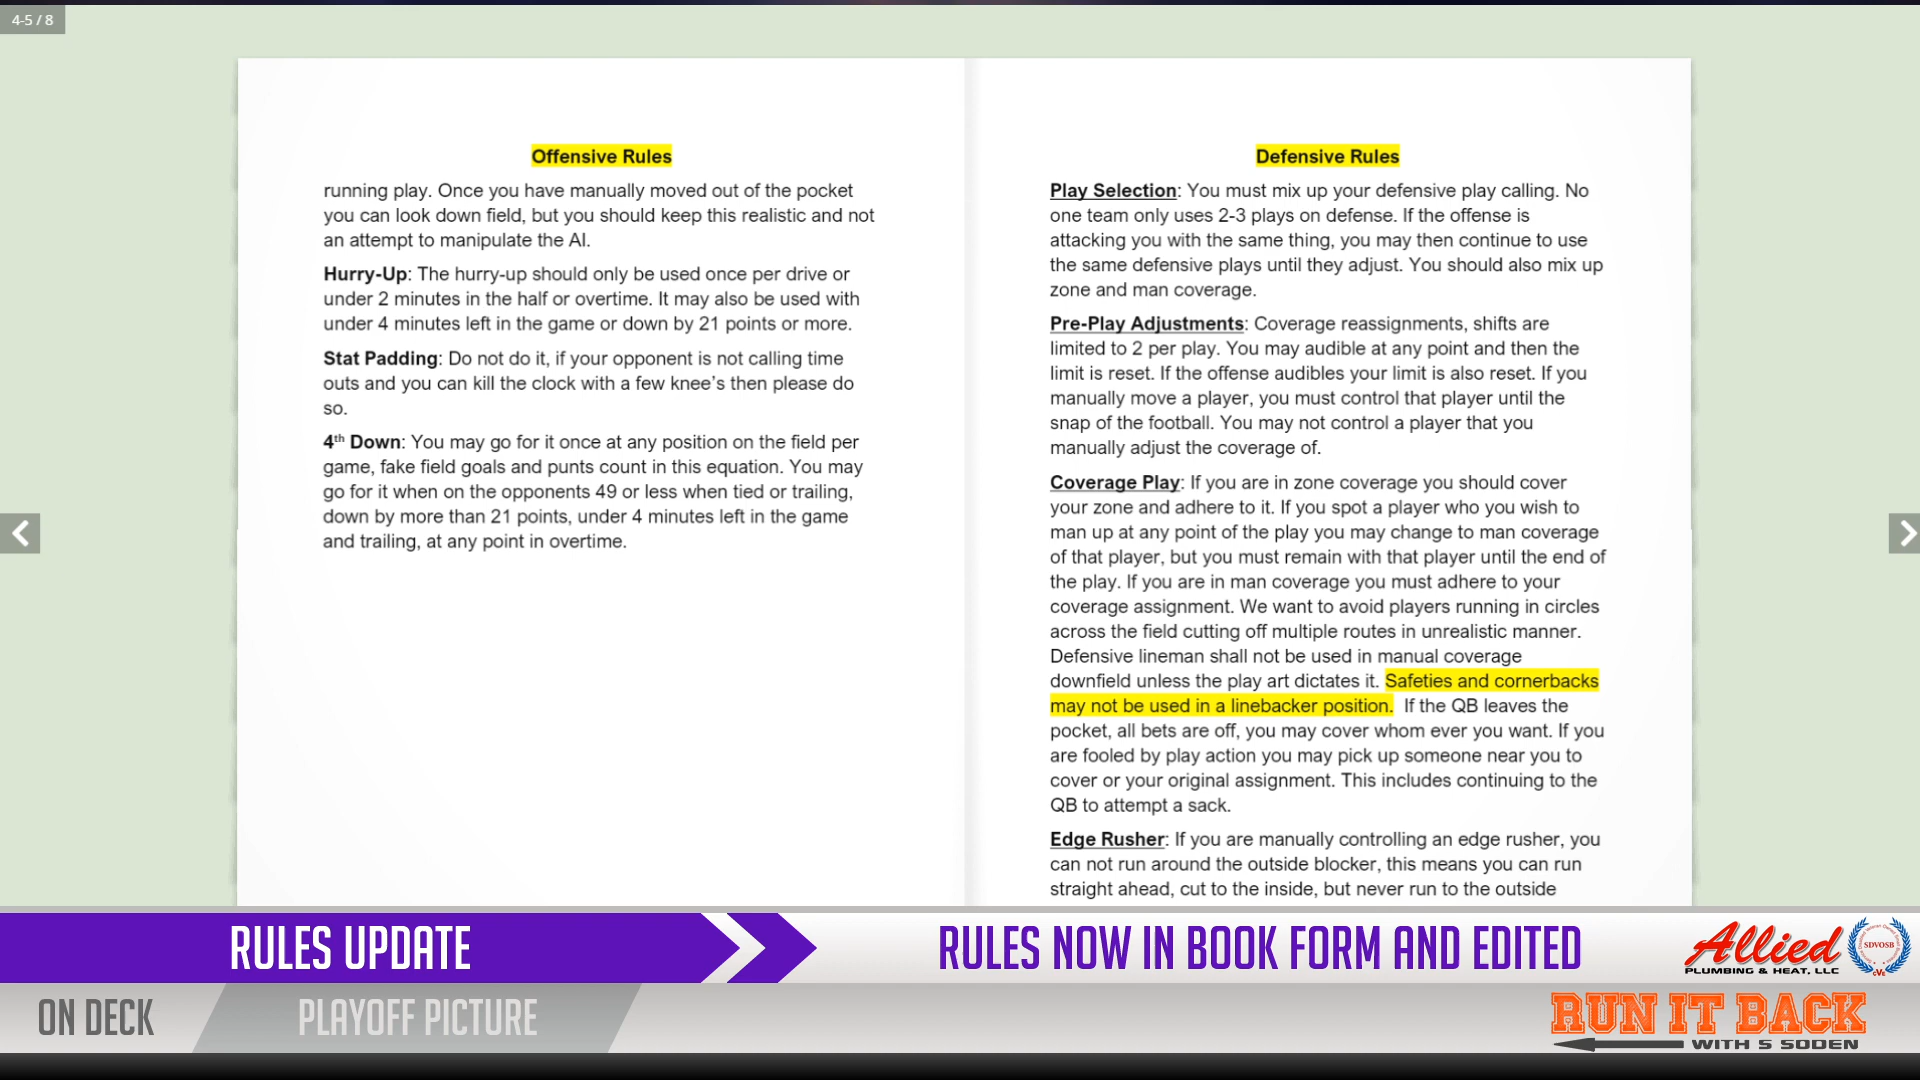 4-5 / 8
Offensive Rules
running play. Once you have manually moved out of the pocket
you can look down field, but you should keep this realistic and not
an attempt to manipulate the AI.
Hurry-Up: The hurry-up should only be used once per drive or
under 2 minutes in the half or overtime. It may also be used with
under 4 minutes left in the game or down by 21 points or more.
Stat Padding: Do not do it, if your opponent is not calling time
outs and you can kill the clock with a few knee’s then please do
so.
4th Down: You may go for it once at any position on the field per
game, fake field goals and punts count in this equation. You may
go for it when on the opponents 49 or less when tied or trailing,
down by more than 21 points, under 4 minutes left in the game
and trailing, at any point in overtime.
Defensive Rules
Play Selection: You must mix up your defensive play calling. No
one team only uses 2-3 plays on defense. If the offense is
attacking you with the same thing, you may then continue to use
the same defensive plays until they adjust. You should also mix up
zone and man coverage.
Pre-Play Adjustments: Coverage reassignments, shifts are
limited to 2 per play. You may audible at any point and then the
limit is reset. If the offense audibles your limit is also reset. If you
manually move a player, you must control that player until the
snap of the football. You may not control a player that you
manually adjust the coverage of.
Coverage Play: If you are in zone coverage you should cover
your zone and adhere to it. If you spot a player who you wish to
man up at any point of the play you may change to man coverage
of that player, but you must remain with that player until the end of
the play. If you are in man coverage you must adhere to your
coverage assignment. We want to avoid players running in circles
across the field cutting off multiple routes in unrealistic manner.
Defensive lineman shall not be used in manual coverage
downfield unless the play art dictates it. Safeties and cornerbacks
may not be used in a linebacker position. If the QB leaves the
pocket, all bets are off, you may cover whom ever you want. If you
are fooled by play action you may pick up someone near you to
cover or your original assignment. This includes continuing to the
QB to attempt a sack.
Edge Rusher: If you are manually controlling an edge rusher, you
can not run around the outside blocker, this means you can run
straight ahead, cut to the inside, but never run to the outside
RULES UPDATE
RULES NOW IN BOOK FORM AND EDITED
Allied
PLUMBING & HEAT, LLC
SDVOSB
CVE
ON DECK
PLAYOFF PICTURE
RUN IT BACK
WITH S SODEN